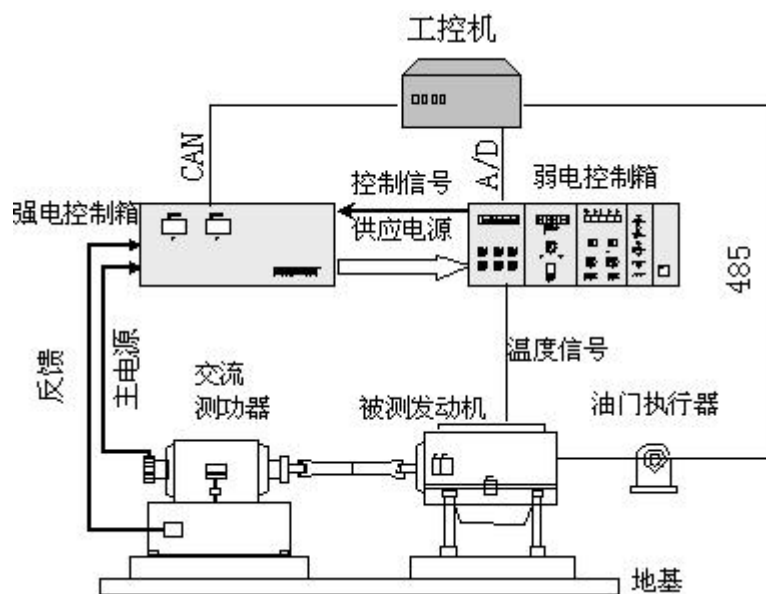 工控机
CAN
A/D
控制信号
弱电控制箱
强电控制箱
供应电源
485
温度信号
反馈
主电源
交流
测功器
被测发动机
油门执行器
地基